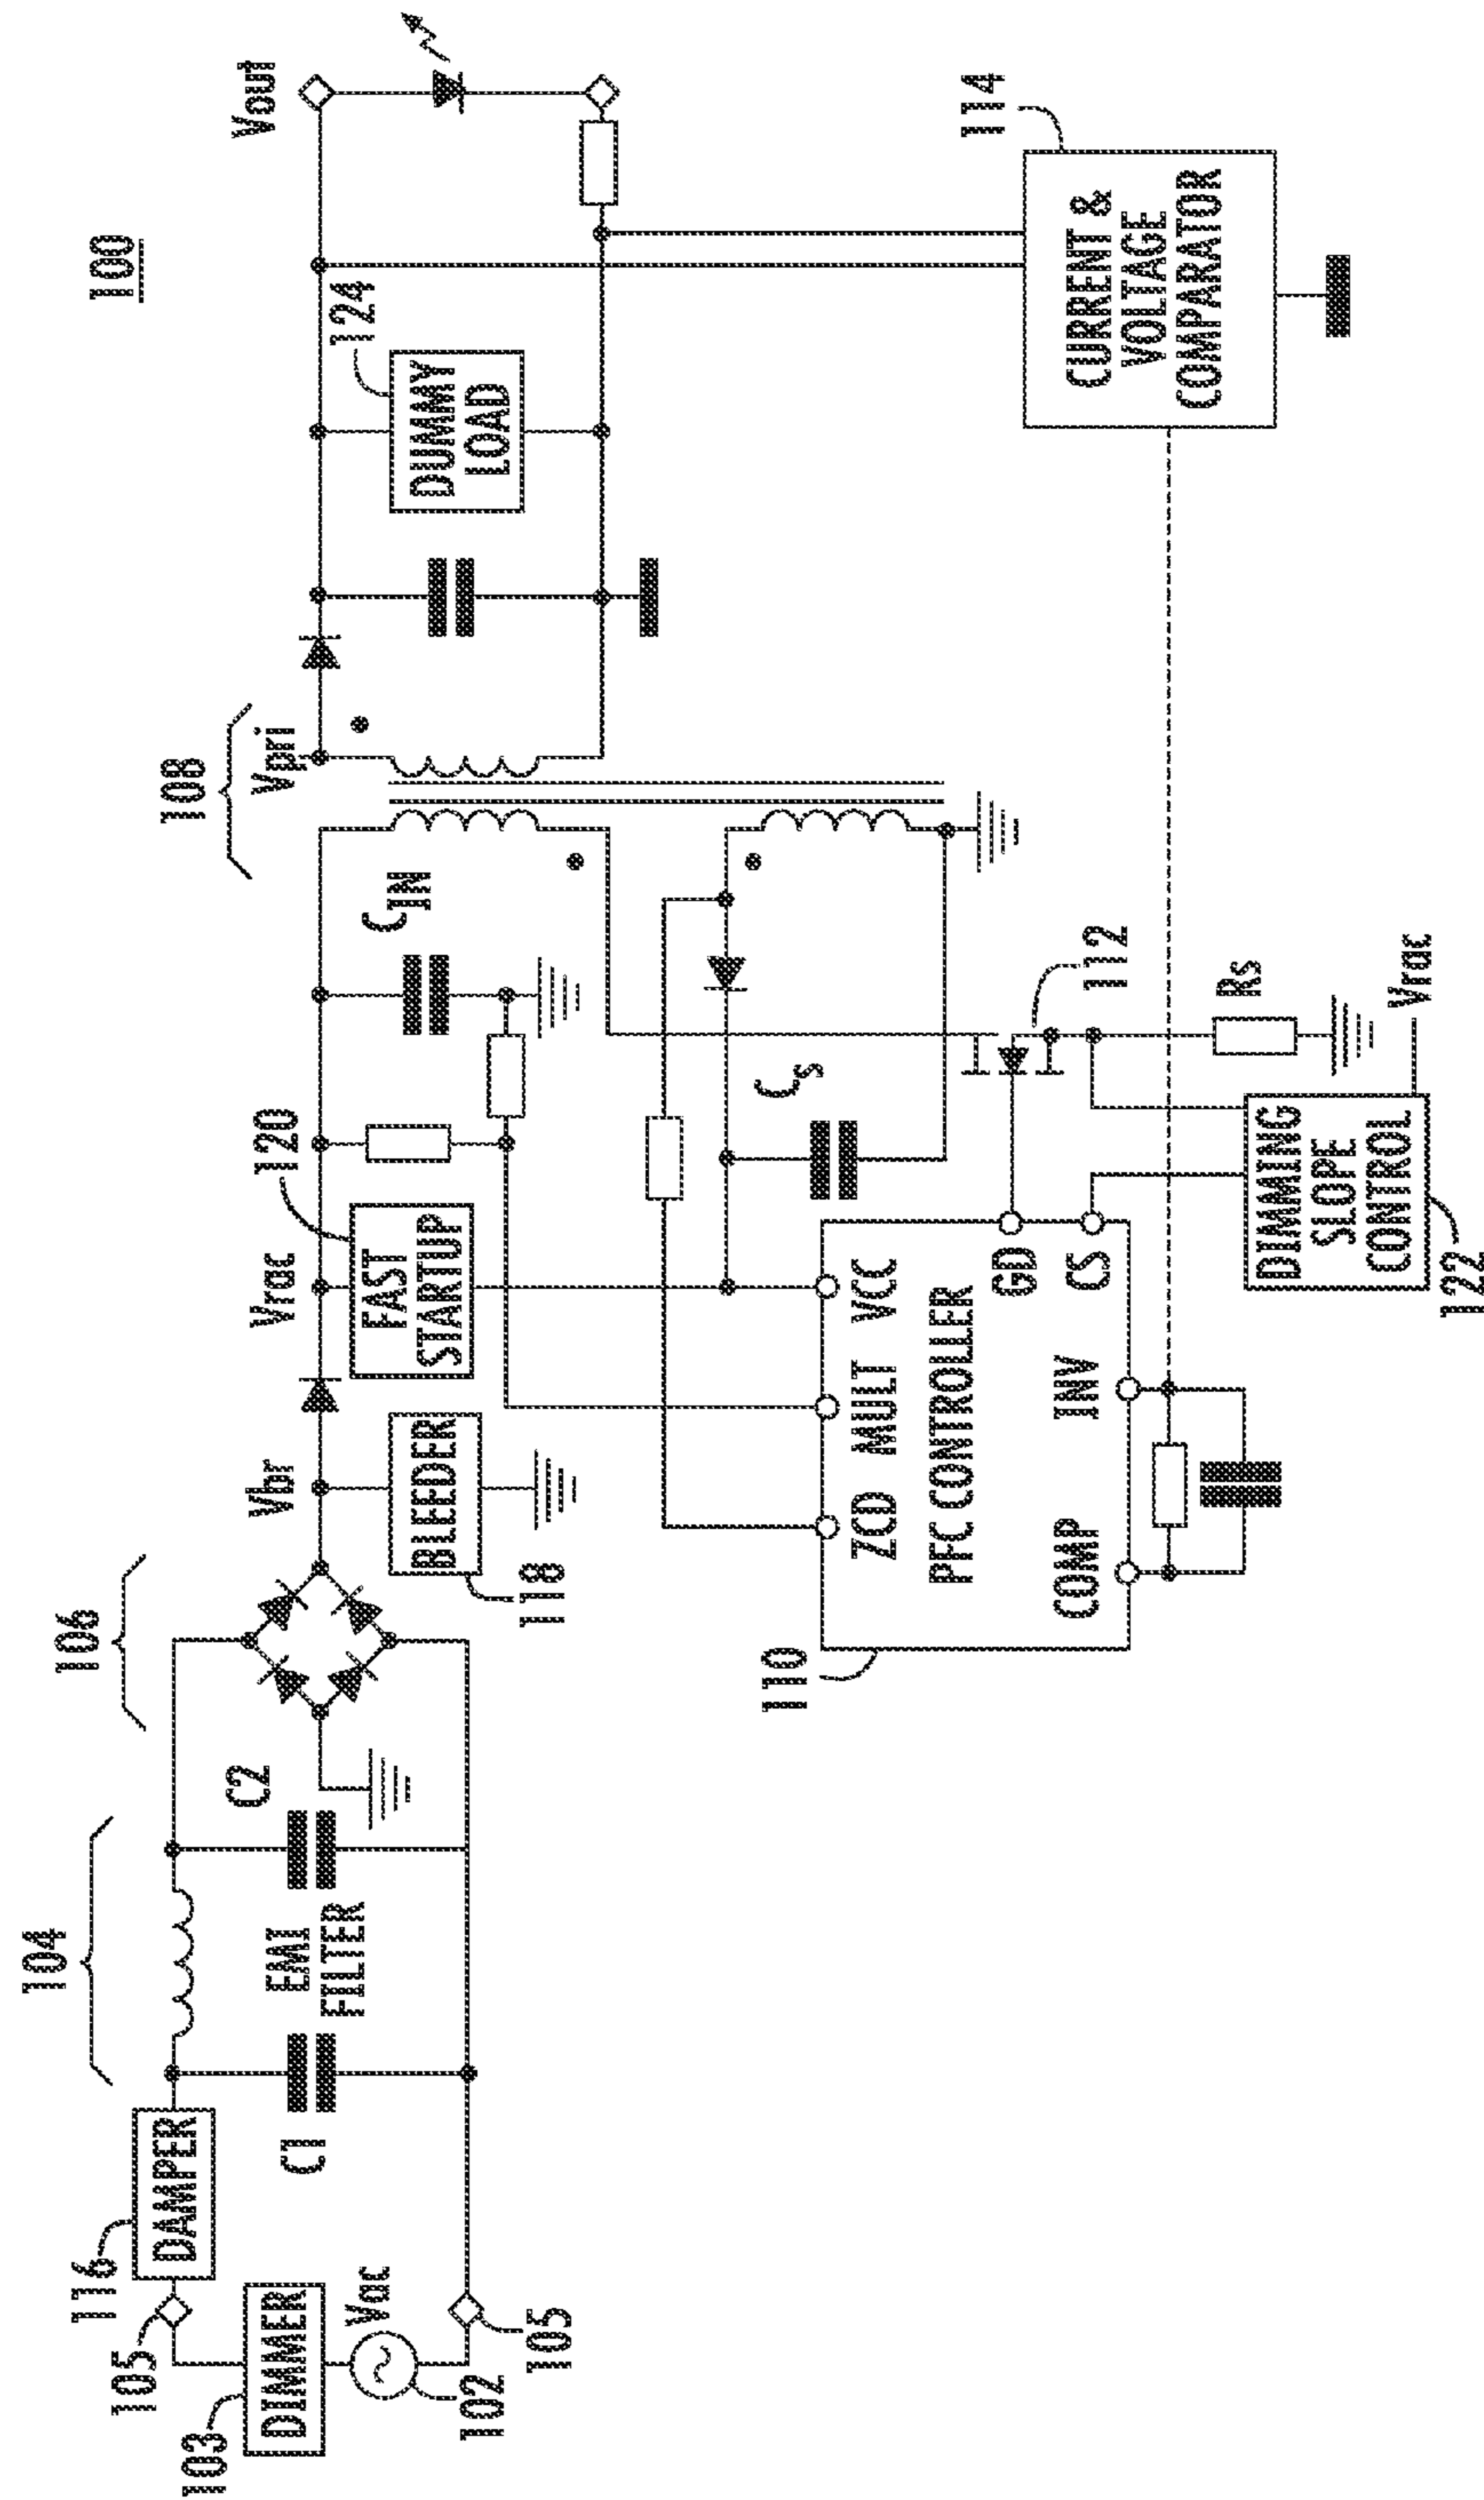 100
104
106
108
Vout
116
105
DAMPER
EMI
FILTER
C1
C2
Vbr
Vrac
120
Vpri
124
103
DIMMER
Vac
102
105
BLEEDER
118
FAST
STARTUP
CIN
DUMMY
LOAD
110
ZCD MULT VCC
PFC CONTROLLER
GD
COMP INV CS
CS
112
114
CURRENT &
VOLTAGE
COMPARATOR
Rs
DIMMING
SLOPE
CONTROL
Vrac
122